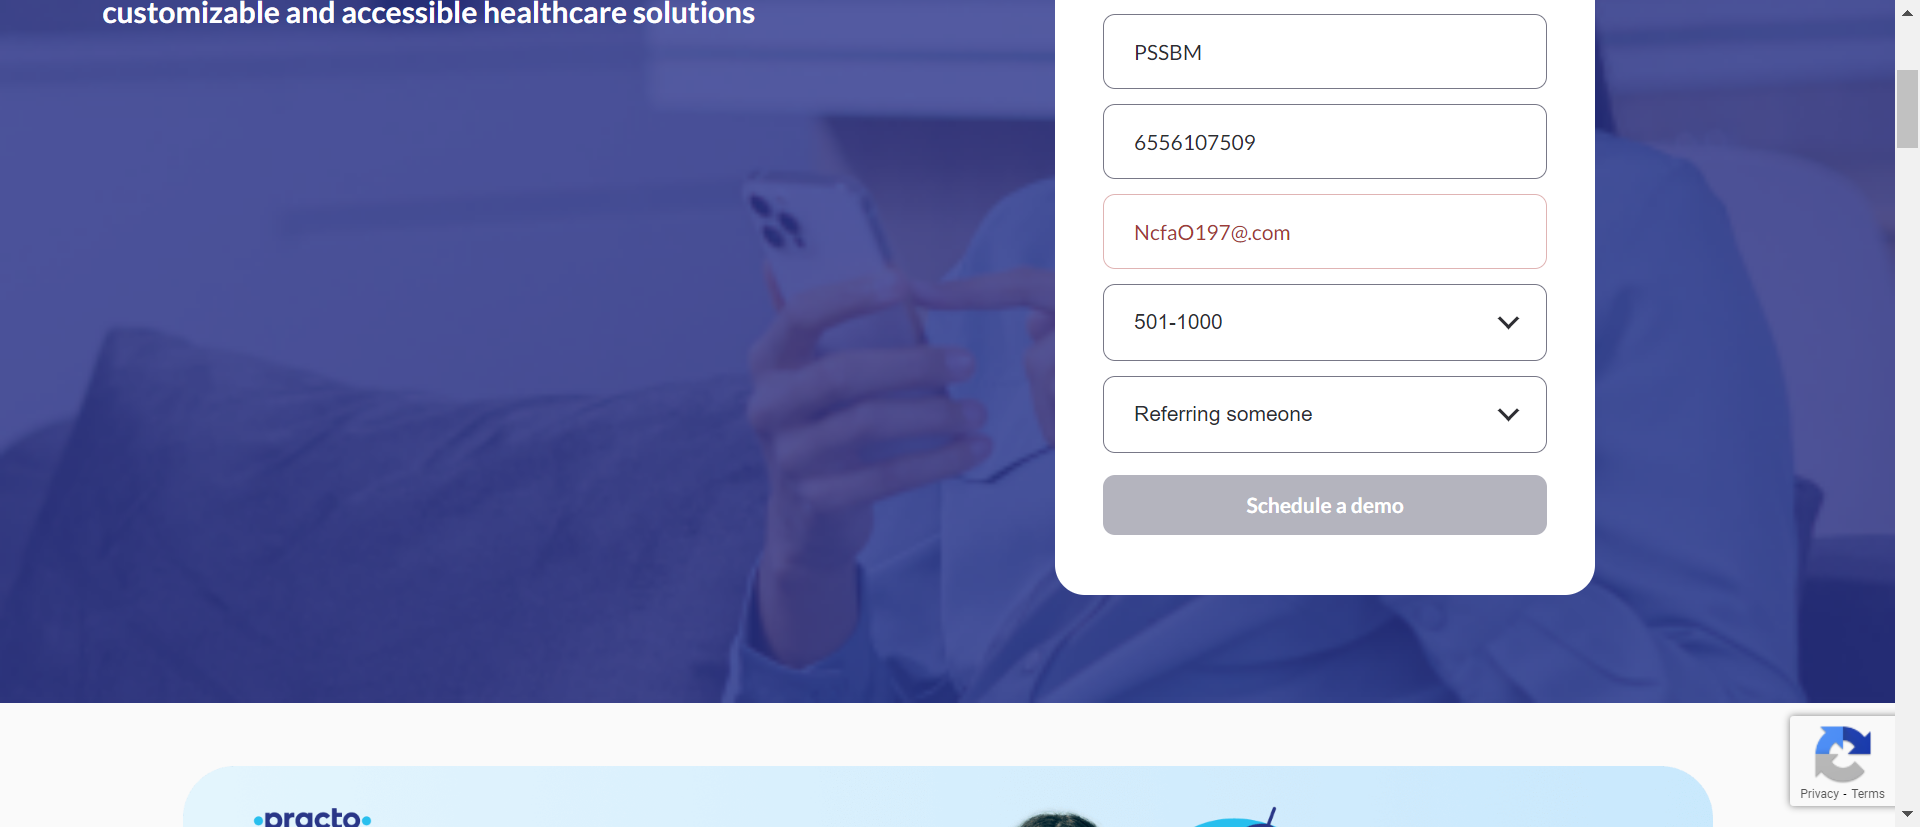 customizable and accessible healthcare solutions
PSSBM
6556107509
NcfaO197@.com
501-1000
Referring someone
Schedule a demo
Privacy - Terms
practo